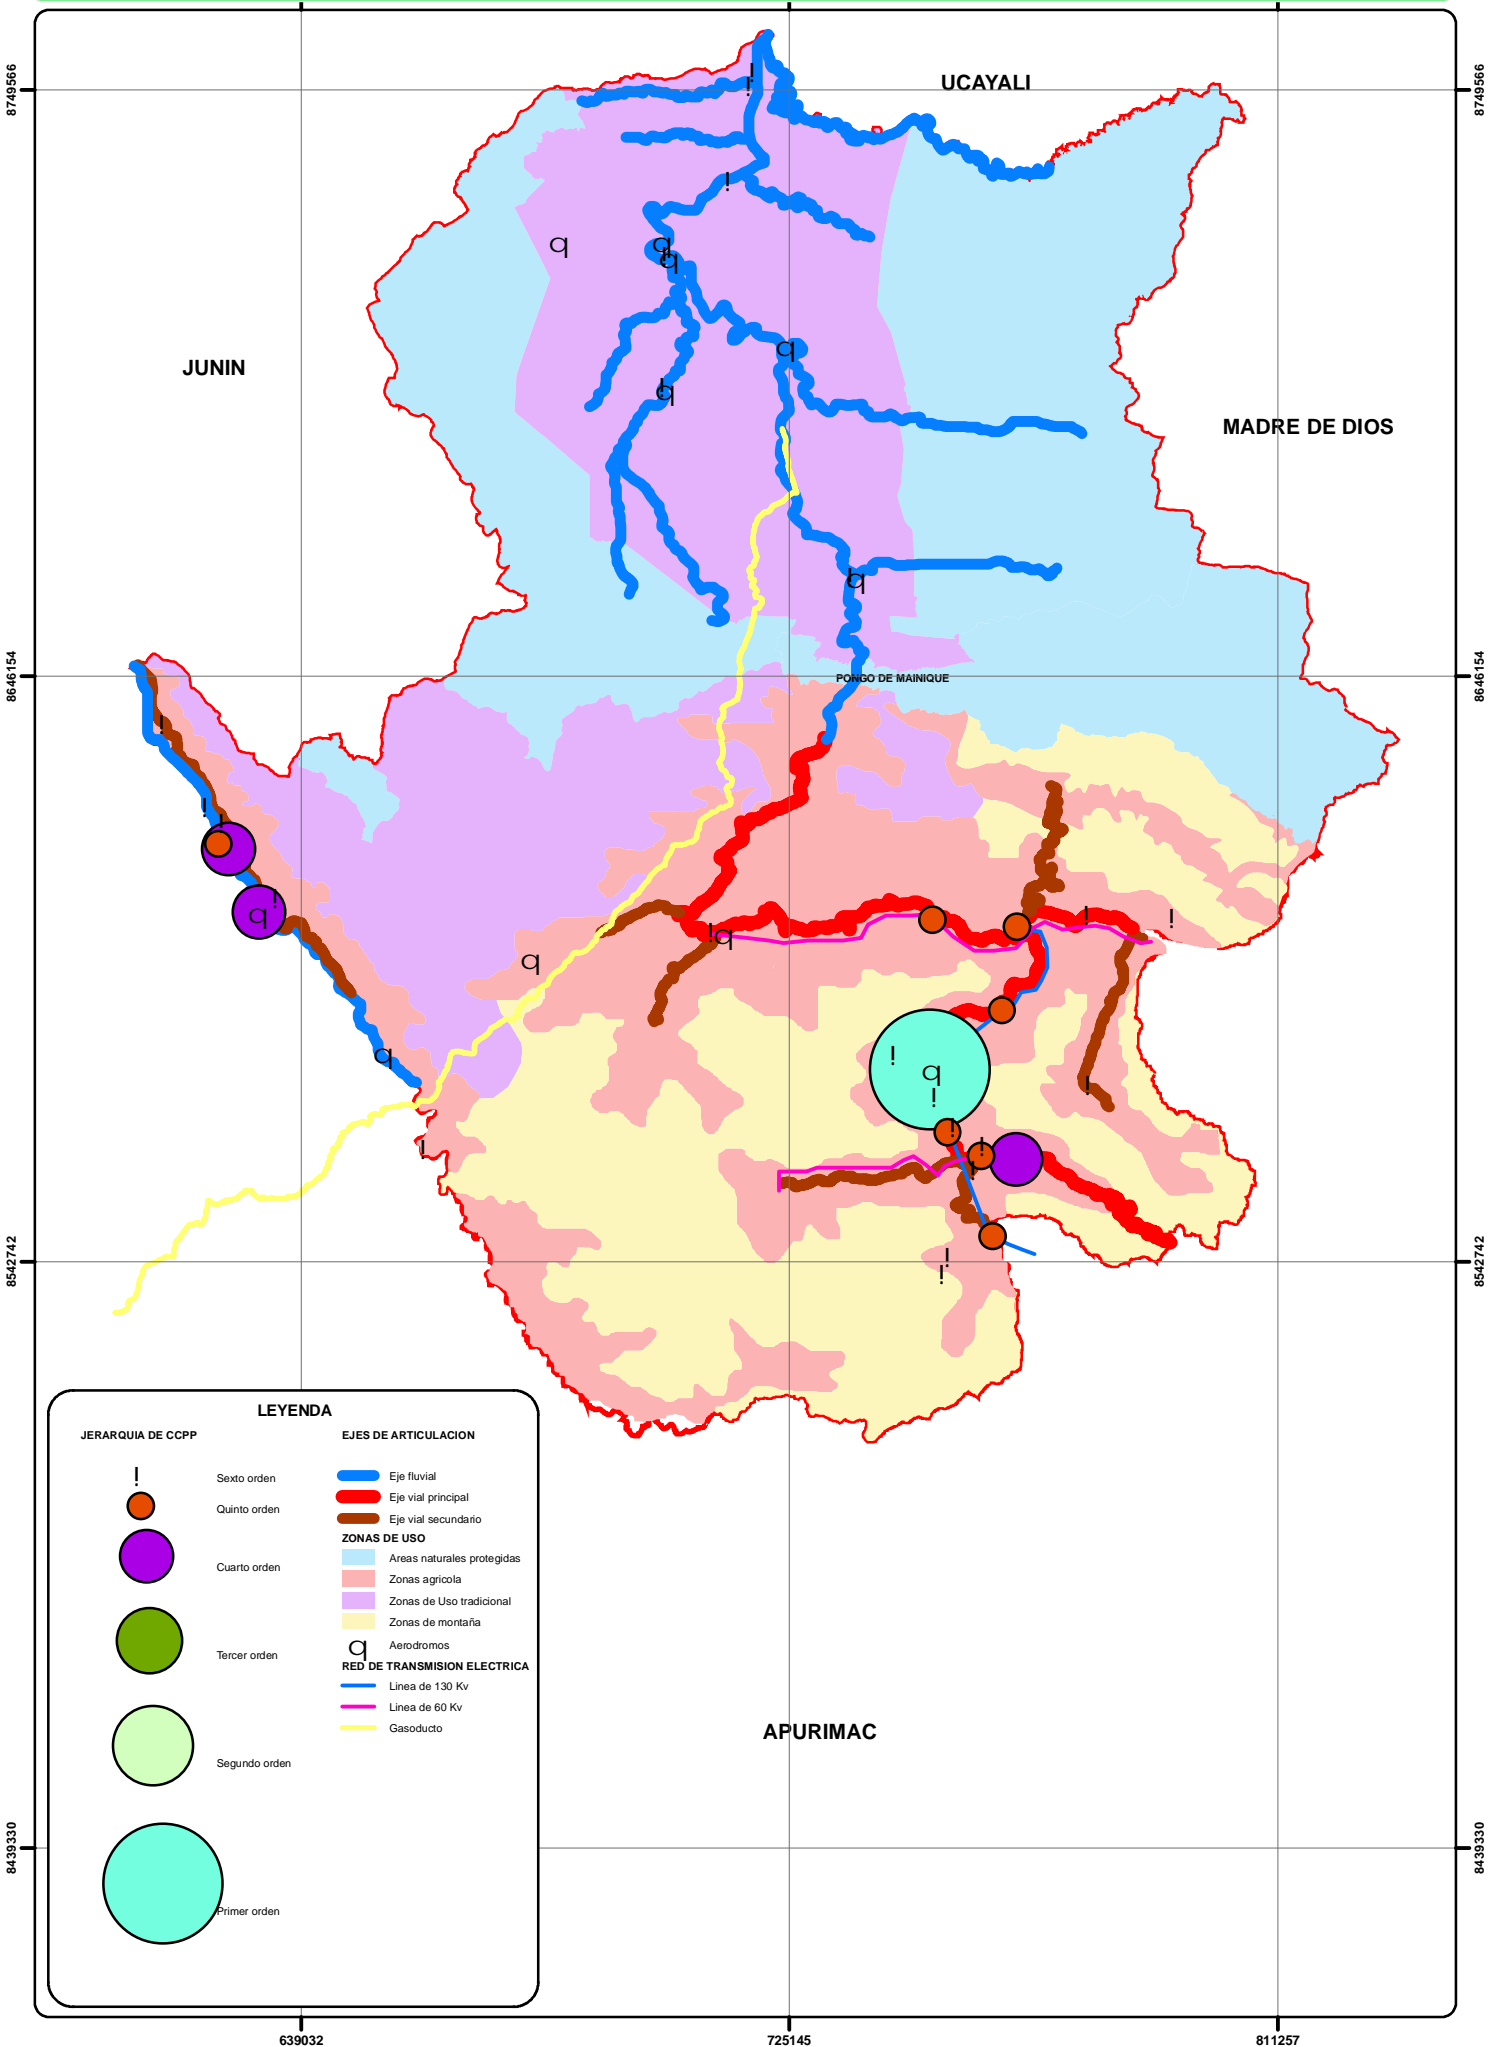 UCAYALI
8749566
8749566
JUNIN
MADRE DE DIOS
q
q
q
q
q
q
8646154
8646154
PONGO DE MAINIQUE
!
!
!
!
!
q
!
q
!
!
q
q
!
q
!
!
!
!
!
!
!
!
!
8542742
8542742
LEYENDA
JERARQUIA DE CCPP
! Sexto orden
Quinto orden
Cuarto orden
Tercer orden
Segundo orden
Primer orden
EJES DE ARTICULACION
Eje fluvial
Eje vial principal
Eje vial secundario
ZONAS DE USO
Areas naturales protegidas
Zonas agricola
Zonas de Uso tradicional
Zonas de montaña
q Aerodromos
RED DE TRANSMISION ELECTRICA
Linea de 130 Kv
Linea de 60 Kv
Gasoducto
APURIMAC
8439330
8439330
639032
725145
811257